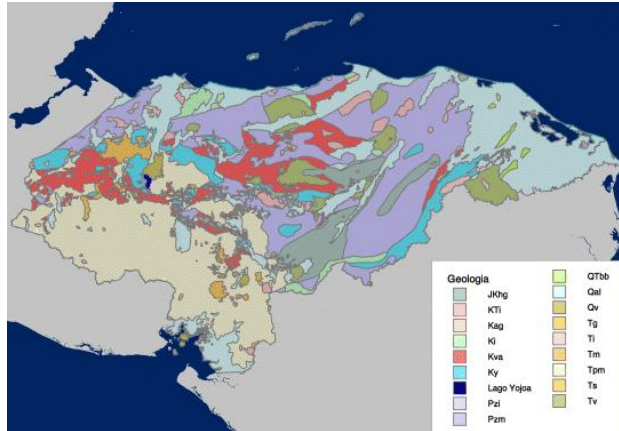 Geologia
JKhg
KTi
Kag
Ki
Kva
Ky
Lago Yojoa
Pzi
Pzm
QTbb
Qal
Qv
Tg
Ti
Tm
Tpm
Ts
Tv